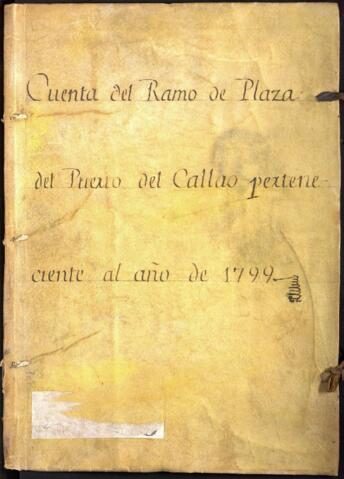 Cuenta del Ramo de Plaza
del Puerto del Callao pertene-
ciente al año de 1799